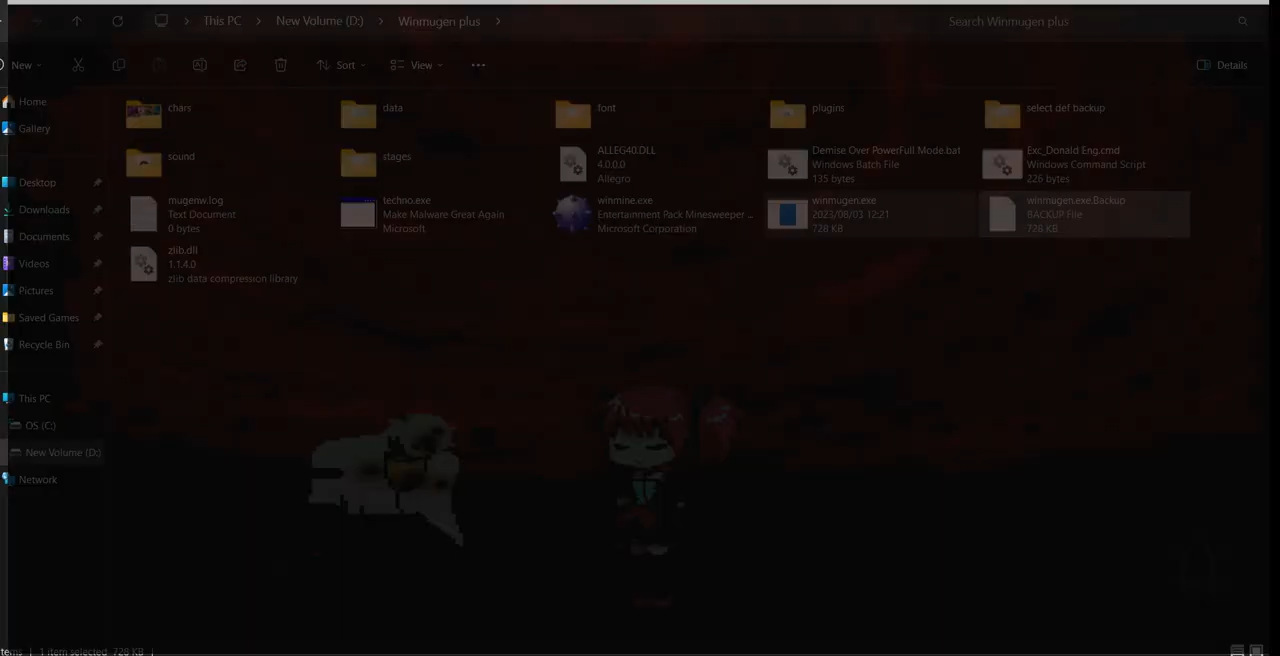 This PC > New Volume (D:) > Winmugen plus >
Search Winmugen plus
New
Sort
View
Details
Home
Gallery
Desktop
Downloads
Documents
Videos
Pictures
Saved Games
Recycle Bin
This PC
OS (C:)
New Volume (D:)
Network
chars
data
font
plugins
select def backup
sound
stages
ALLEG40.DLL
4.0.0.0
Allegro
Demise Over PowerFull Mode.bat
Windows Batch File
135 bytes
Exc_Donald Eng.cmd
Windows Command Script
226 bytes
mugenw.log
Text Document
0 bytes
techno.exe
Make Malware Great Again
Microsoft
winmine.exe
Entertainment Pack Minesweeper ...
Microsoft Corporation
winmugen.exe
2023/08/03 12:21
728 KB
winmugen.exe.Backup
BACKUP File
728 KB
zlib.dll
1.1.4.0
zlib data compression library
tems | 1 item selected 728 KB |